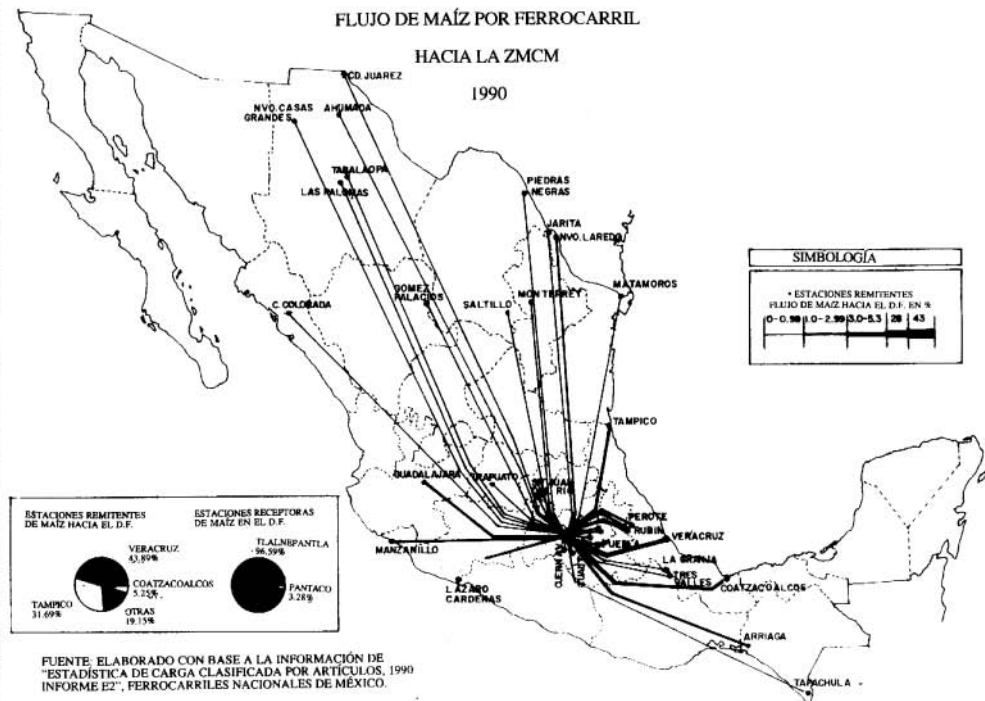 FLUJO DE MAÍZ POR FERROCARRIL
HACIA LA ZMCM
1990
CD. JUAREZ
NVO. CASAS
GRANDES
AHUMADA
TABALAOPA
LAS PALOMAS
PIEDRAS
NEGRAS
JARITA
NVO. LAREDO
GOMEZ
PALACIOS
SALTILLO
MONTERREY
MATAMOROS
C. COLORADA
TAMPICO
GUADALAJARA
IRAPUATO
MANZANILLO
LAZARO
CARDENAS
PEROTE
RUBIN
PUEBLA
VERACRUZ
LA GRANJA
TRES
VALLES
COATZACOALCOS
ARRIAGA
TAPACHULA
SIMBOLOGÍA
• ESTACIONES REMITENTES
FLUJO DE MAÍZ HACIA EL D.F. EN %
0-0.98 1.0-2.99 3.0-5.3 28 43
ESTACIONES REMITENTES
DE MAÍZ HACIA EL D.F.
VERACRUZ
43.89%
COATZACOALCOS
5.25%
TAMPICO
31.69%
OTRAS
19.15%
ESTACIONES RECEPTORAS
DE MAÍZ EN EL D.F.
TLALNEPANTLA
96.59%
PANTACO
3.28%
FUENTE: ELABORADO CON BASE A LA INFORMACIÓN DE
"ESTADÍSTICA DE CARGA CLASIFICADA POR ARTÍCULOS, 1990
INFORME E2", FERROCARRILES NACIONALES DE MÉXICO.